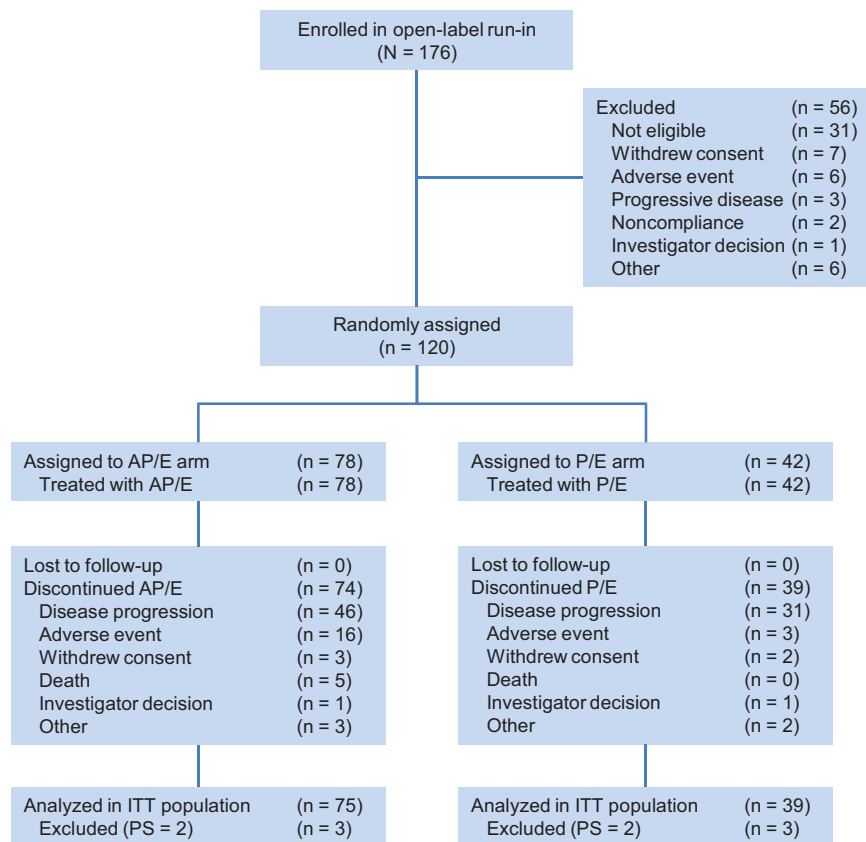 Enrolled in open-label run-in
(N = 176)
Excluded (n = 56)
Not eligible (n = 31)
Withdrew consent (n = 7)
Adverse event (n = 6)
Progressive disease (n = 3)
Noncompliance (n = 2)
Investigator decision (n = 1)
Other (n = 6)
Randomly assigned
(n = 120)
Assigned to AP/E arm (n = 78)
Treated with AP/E (n = 78)
Assigned to P/E arm (n = 42)
Treated with P/E (n = 42)
Lost to follow-up (n = 0)
Discontinued AP/E (n = 74)
Disease progression (n = 46)
Adverse event (n = 16)
Withdrew consent (n = 3)
Death (n = 5)
Investigator decision (n = 1)
Other (n = 3)
Lost to follow-up (n = 0)
Discontinued P/E (n = 39)
Disease progression (n = 31)
Adverse event (n = 3)
Withdrew consent (n = 2)
Death (n = 0)
Investigator decision (n = 1)
Other (n = 2)
Analyzed in ITT population (n = 75)
Excluded (PS = 2) (n = 3)
Analyzed in ITT population (n = 39)
Excluded (PS = 2) (n = 3)